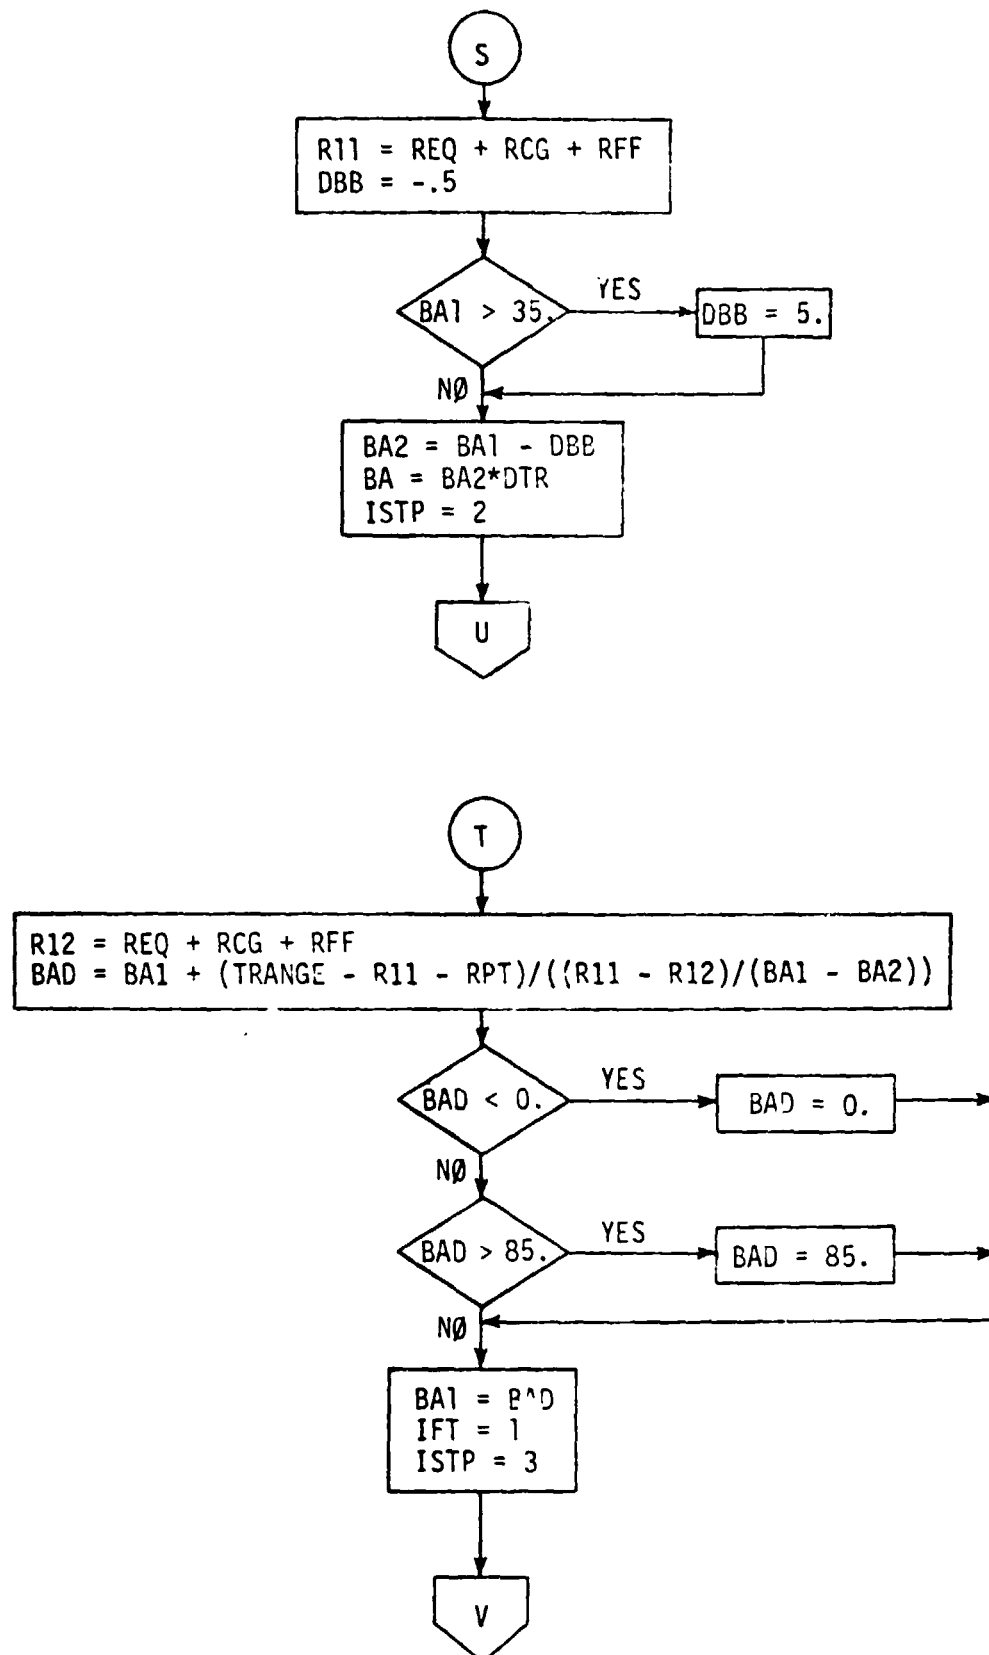 S
R11 = REQ + RCG + RFF
DBB = -.5
BA1 > 35.
YES
DBB = 5.
NØ
BA2 = BA1 - DBB
BA = BA2*DTR
ISTP = 2
U
T
R12 = REQ + RCG + RFF
BAD = BA1 + (TRANGE - R11 - RPT)/((R11 - R12)/(BA1 - BA2))
BAD < 0.
YES
BAD = 0.
NØ
BAD > 85.
YES
BAD = 85.
NØ
BA1 = BAD
IFT = 1
ISTP = 3
V